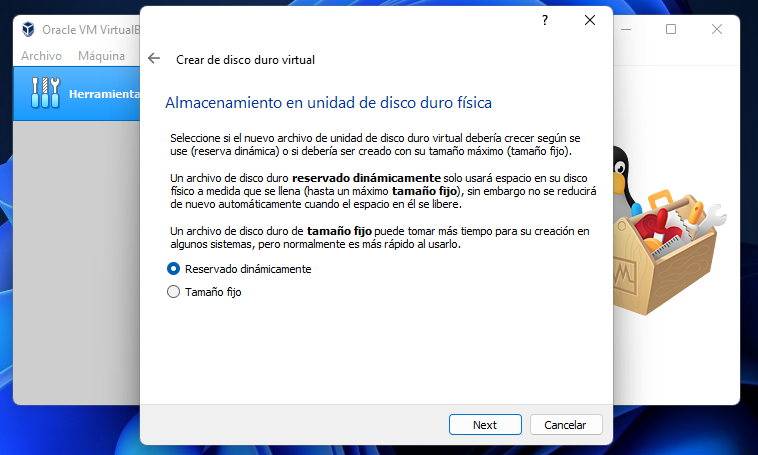 Oracle VM VirtualB
Archivo Máquina
Herramienta
?
Crear de disco duro virtual
Almacenamiento en unidad de disco duro física
Seleccione si el nuevo archivo de unidad de disco duro virtual debería crecer según se
use (reserva dinámica) o si debería ser creado con su tamaño máximo (tamaño fijo).
Un archivo de disco duro reservado dinámicamente solo usará espacio en su disco
físico a medida que se llena (hasta un máximo tamaño fijo), sin embargo no se reducirá
de nuevo automáticamente cuando el espacio en él se libere.
Un archivo de disco duro de tamaño fijo puede tomar más tiempo para su creación en
algunos sistemas, pero normalmente es más rápido al usarlo.
Reservado dinámicamente
Tamaño fijo
Next Cancelar